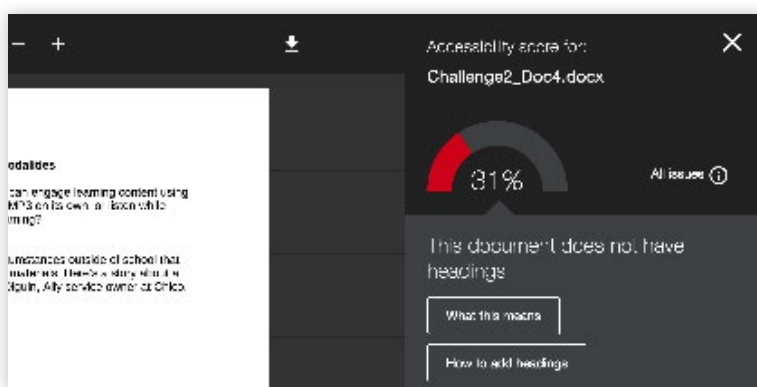 − +
Accessibility score for:
Challenge2_Doc4.docx
31%
All issues
This document does not have
headings
What this means
How to add headings
odalities
can engage learning content using
MP3 on its own, or listen while
rning?
umstances outside of school that
materials. Here's a story about a
olguin, Ally service owner at Chico.